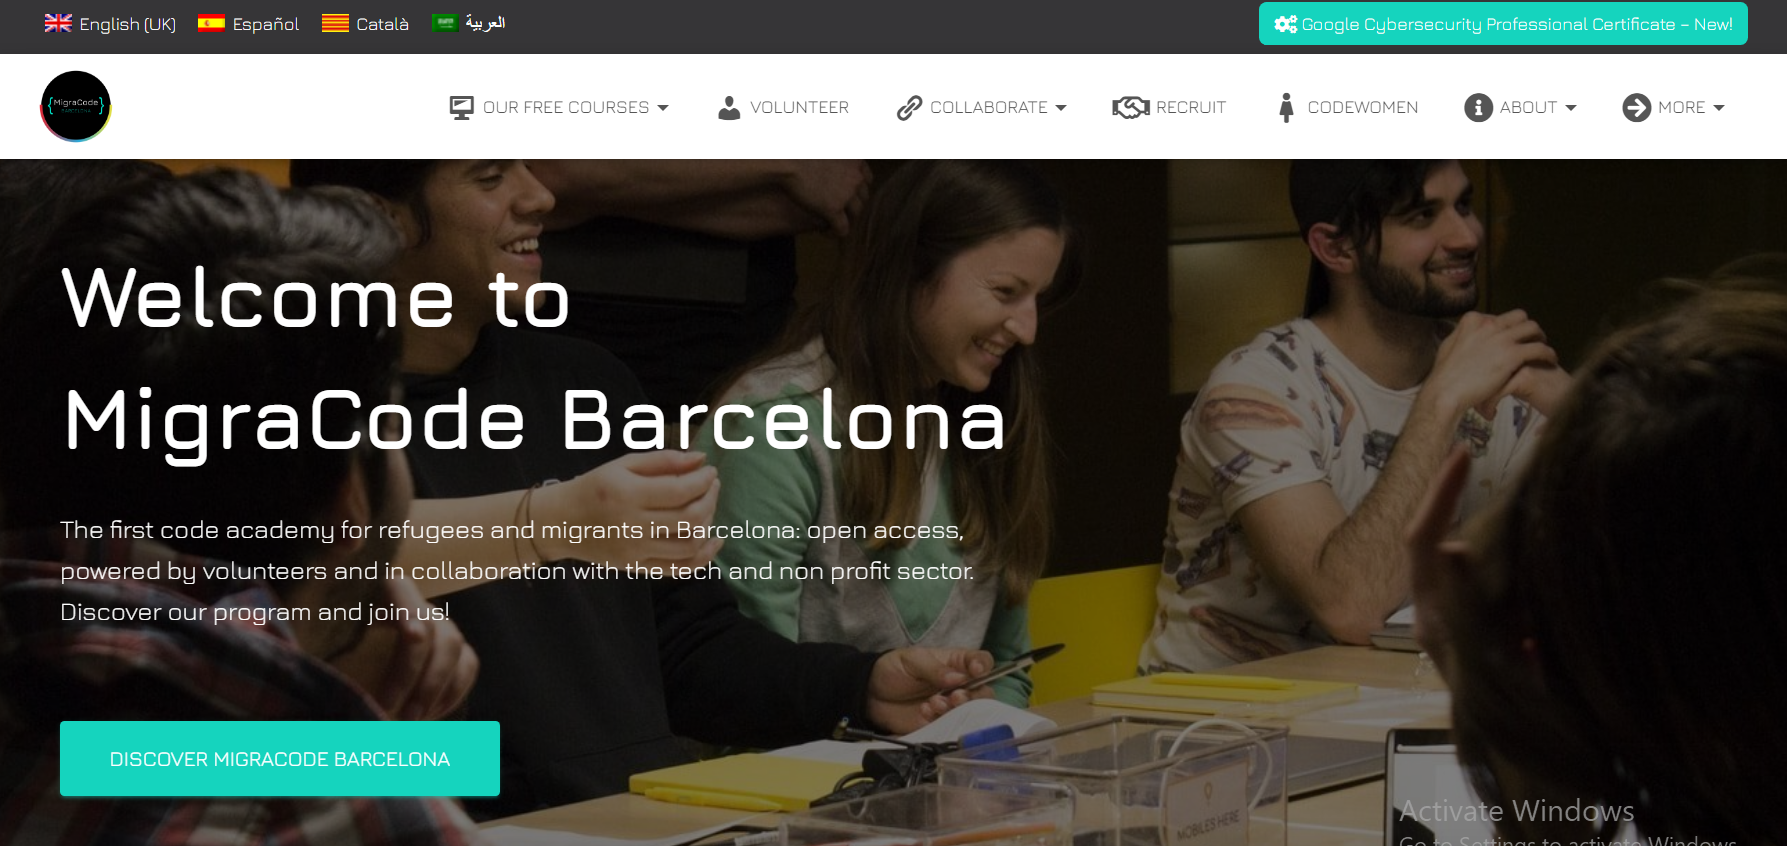 English (UK)
Español
Català
العربية
Google Cybersecurity Professional Certificate – New!
{MigraCode}
BARCELONA
OUR FREE COURSES
VOLUNTEER
COLLABORATE
RECRUIT
CODEWOMEN
ABOUT
MORE
Welcome to
MigraCode Barcelona
The first code academy for refugees and migrants in Barcelona: open access,
powered by volunteers and in collaboration with the tech and non profit sector.
Discover our program and join us!
DISCOVER MIGRACODE BARCELONA
MOBILES HERE
Activate Windows
Go to Settings to activate Windows.